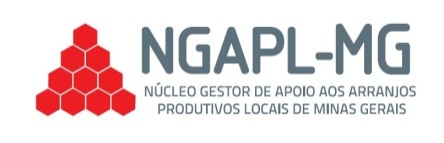 NGAPL-MG
NÚCLEO GESTOR DE APOIO AOS ARRANJOS
PRODUTIVOS LOCAIS DE MINAS GERAIS